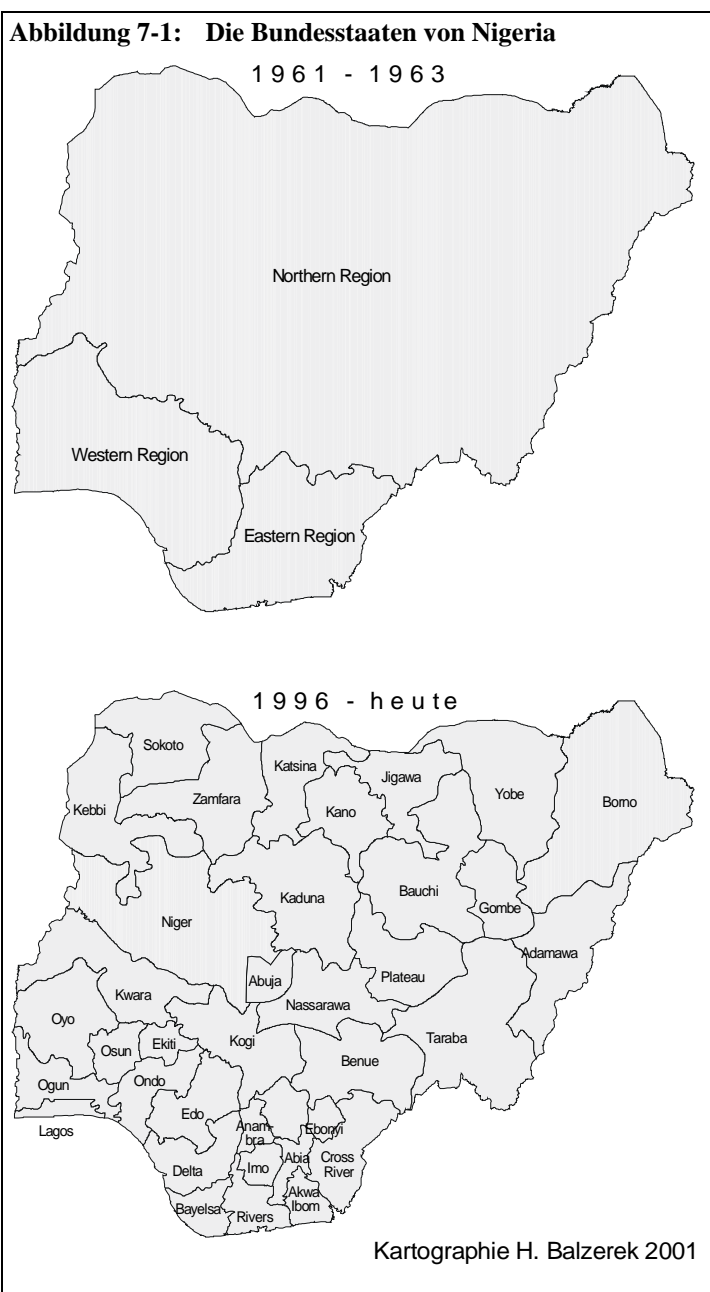 Abbildung 7-1: Die Bundesstaaten von Nigeria
1961 - 1963
Northern Region
Western Region
Eastern Region
1996 - heute
Sokoto
Katsina
Jigawa
Kebbi
Zamfara
Kano
Yobe
Borno
Kaduna
Bauchi
Gombe
Niger
Adamawa
Abuja
Plateau
Kwara
Nassarawa
Oyo
Osun
Ekiti
Kogi
Taraba
Benue
Ogun
Ondo
Edo
Lagos
Anam-
bra
Ebonyi
Delta
Imo
Abia
Cross
River
Akwa
Ibom
Bayelsa
Rivers
Kartographie H. Balzerek 2001